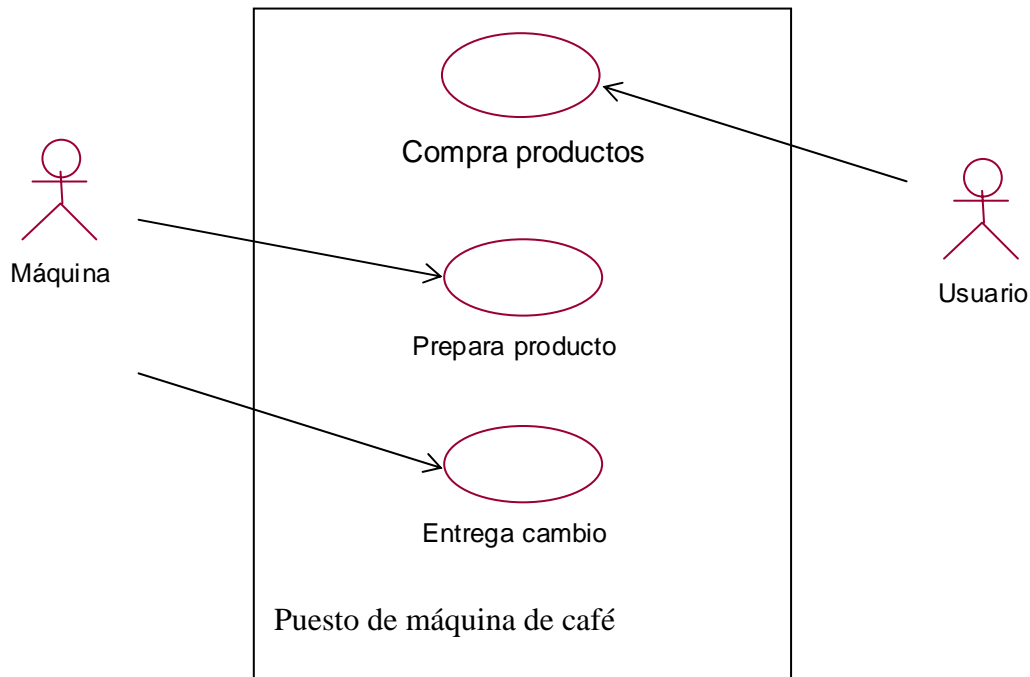 Compra productos
Máquina
Usuario
Prepara producto
Entrega cambio
Puesto de máquina de café